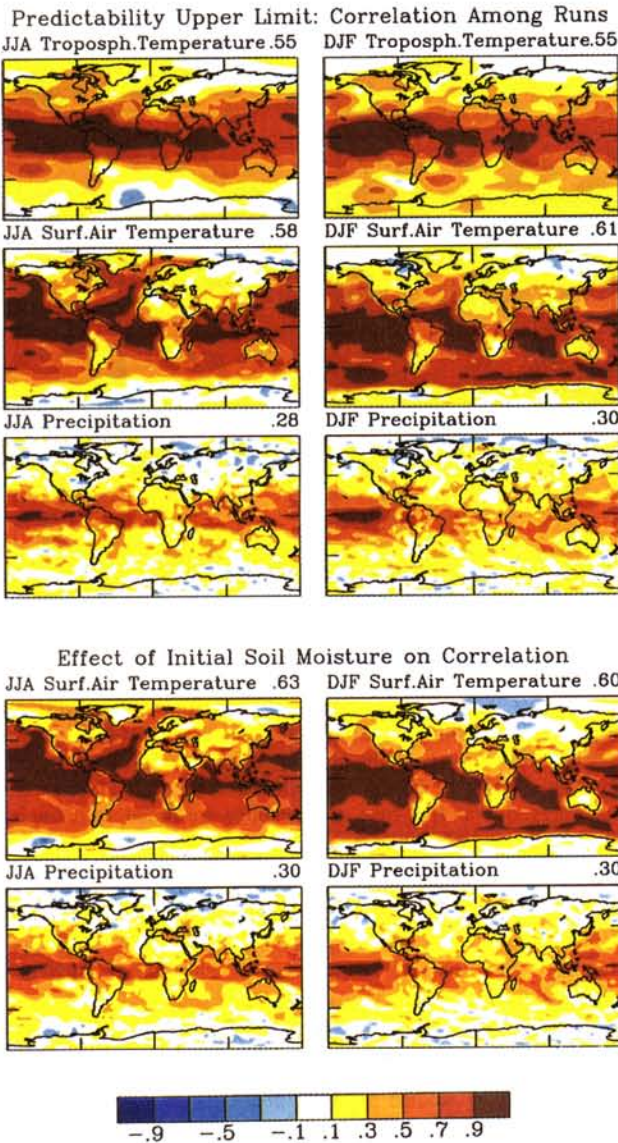 Predictability Upper Limit: Correlation Among Runs
JJA Troposph.Temperature .55
DJF Troposph.Temperature .55
JJA Surf.Air Temperature .58
DJF Surf.Air Temperature .61
JJA Precipitation .28
DJF Precipitation .30
Effect of Initial Soil Moisture on Correlation
JJA Surf.Air Temperature .63
DJF Surf.Air Temperature .60
JJA Precipitation .30
DJF Precipitation .30
-.9 -.5 -.1 .1 .3 .5 .7 .9